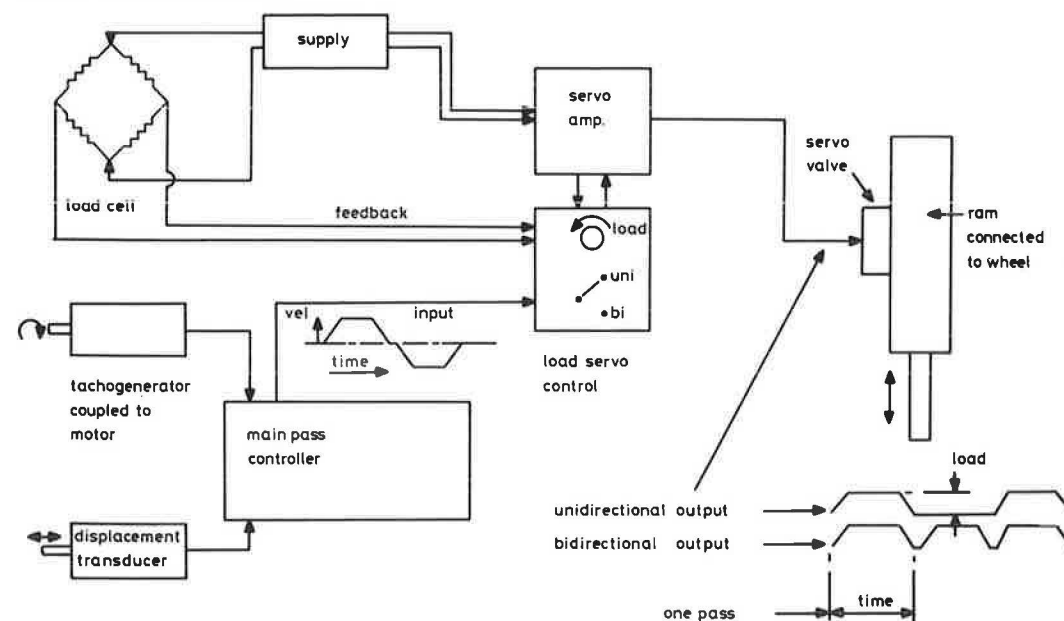 supply
servo
amp.
servo
valve
load cell
feedback
load
ram
connected
to wheel
uni
bi
vel
input
time
load servo
control
tachogenerator
coupled to
motor
main pass
controller
load
unidirectional output
displacement
transducer
bidirectional output
time
one pass